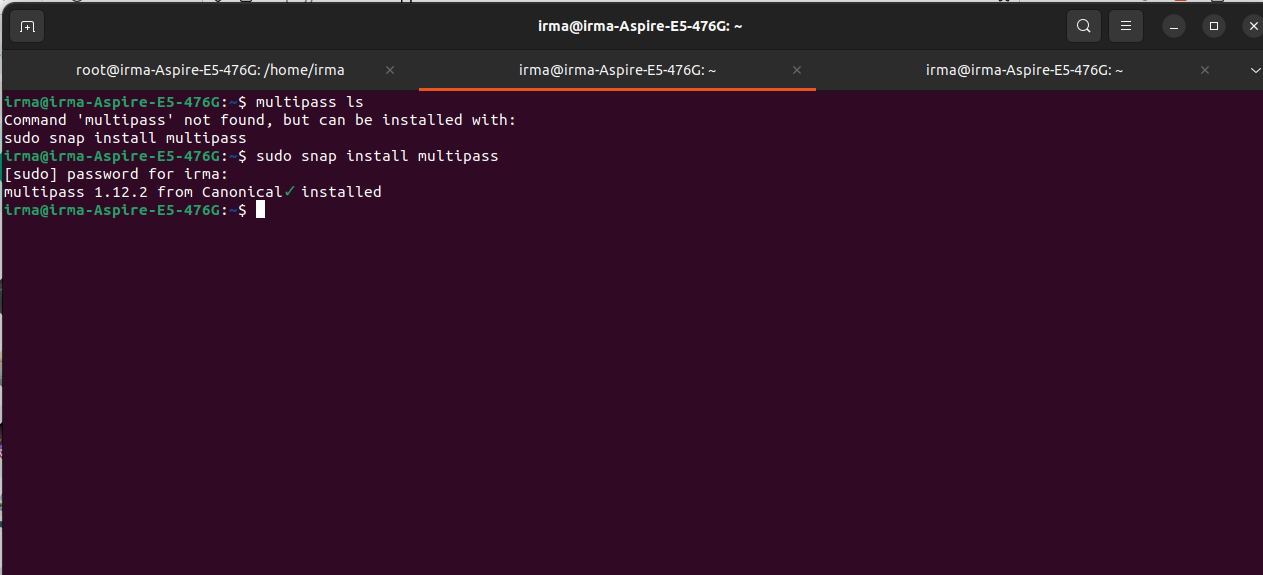 irma@irma-Aspire-E5-476G: ~
root@irma-Aspire-E5-476G: /home/irma
irma@irma-Aspire-E5-476G: ~
irma@irma-Aspire-E5-476G: ~
irma@irma-Aspire-E5-476G:~$ multipass ls
Command 'multipass' not found, but can be installed with:
sudo snap install multipass
irma@irma-Aspire-E5-476G:~$ sudo snap install multipass
[sudo] password for irma:
multipass 1.12.2 from Canonical✓ installed
irma@irma-Aspire-E5-476G:~$